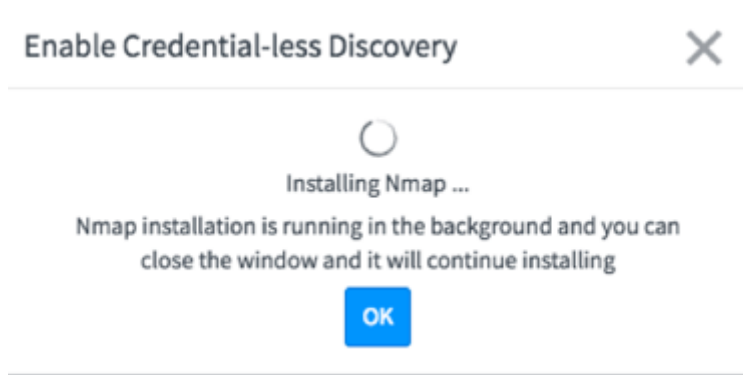 Enable Credential-less Discovery
Installing Nmap ...
Nmap installation is running in the background and you can
close the window and it will continue installing
OK